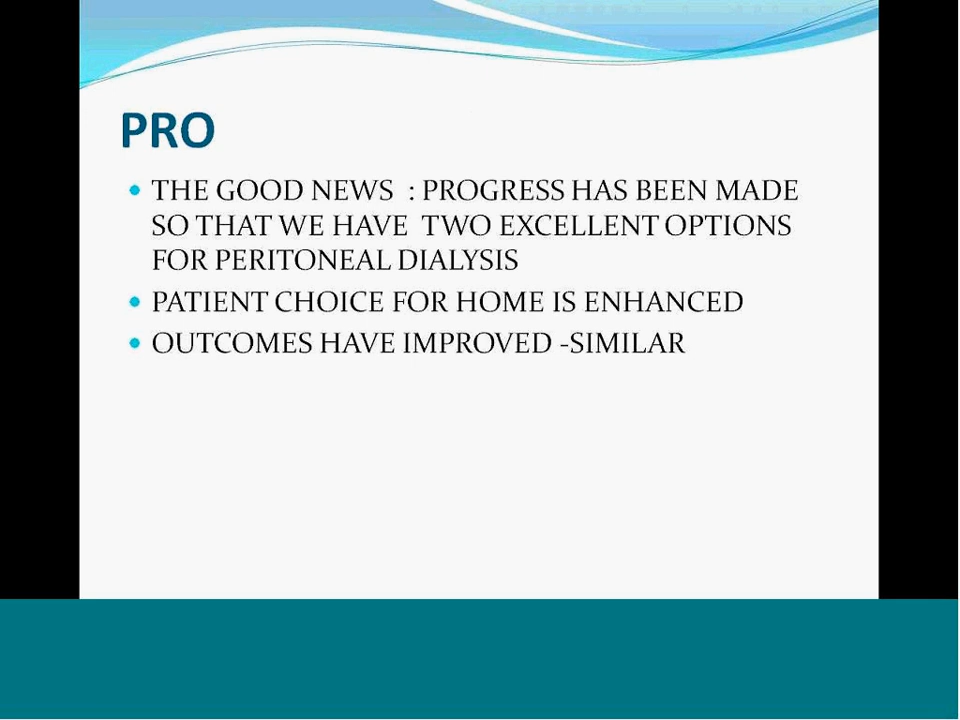 PRO
THE GOOD NEWS : PROGRESS HAS BEEN MADE
SO THAT WE HAVE TWO EXCELLENT OPTIONS
FOR PERITONEAL DIALYSIS
PATIENT CHOICE FOR HOME IS ENHANCED
OUTCOMES HAVE IMPROVED -SIMILAR